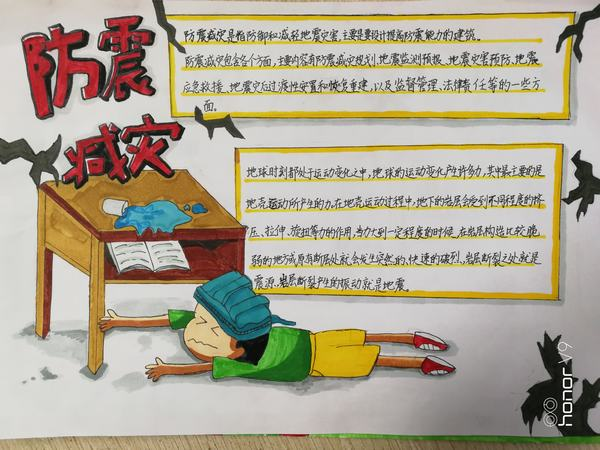 防震
减灾
防震减灾是指防御和减轻地震灾害,主要是要设计提高防震能力的建筑。
防震减灾包含各个方面,主要内容有防震减灾规划、地震监测预报、地震灾害预防、地震
应急救援、地震灾后过渡性安置和恢复重建,以及监督管理、法律责任等的一些方
面。
地球时刻都处于运动变化之中,地球的运动变化产生许多力,其中最主要的是
地壳运动所产生的力,在地壳运动过程中,地下的岩层会受到不同程度的挤
压、拉伸、旋扭等力的作用,当力大到一定程度的时候,在岩层构造比较脆
弱的地方或原有断层处就会发生突然的、快速的破裂,岩层断裂之处就是
震源,岩层断裂产生的振动就是地震。
honor V9